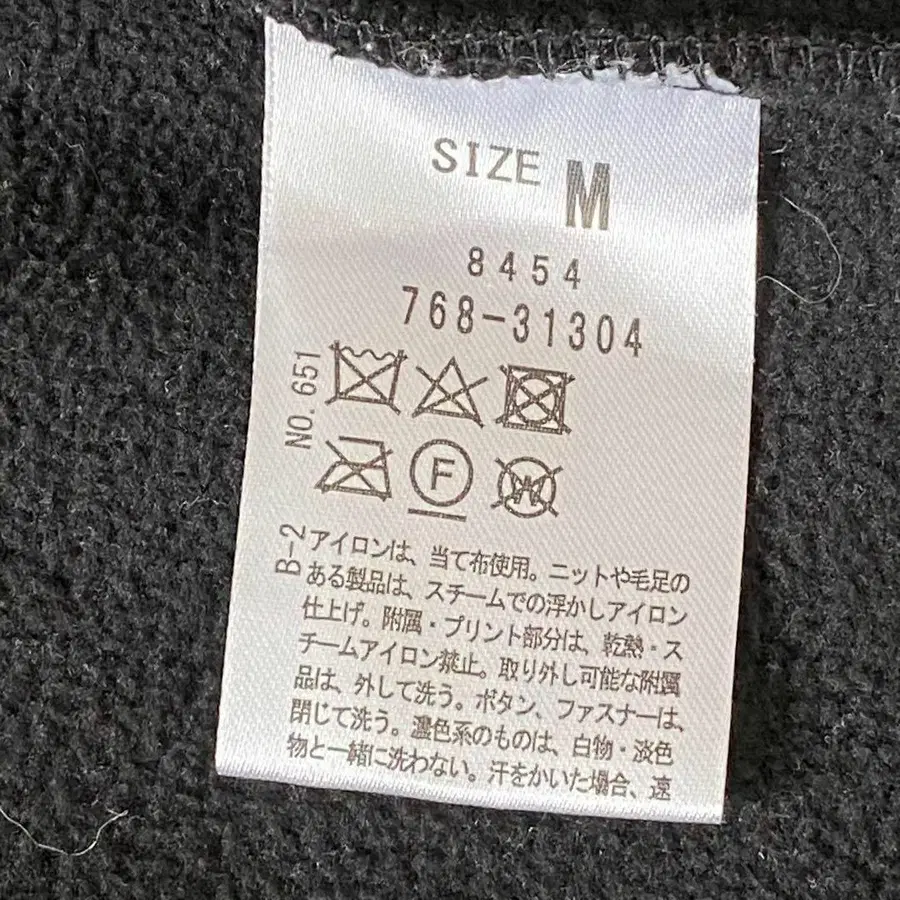 SIZE M
8454
768-31304
NO. 651
F
W
B-2
アイロンは、当て布使用。ニットや毛足の
ある製品は、スチームでの浮かしアイロン
仕上げ。附属・プリント部分は、乾熱・ス
チームアイロン禁止。取り外し可能な附属
品は、外して洗う。ボタン、ファスナーは、
閉じて洗う。濃色系のものは、白物・淡色
物と一緒に洗わない。汗をかいた場合、速